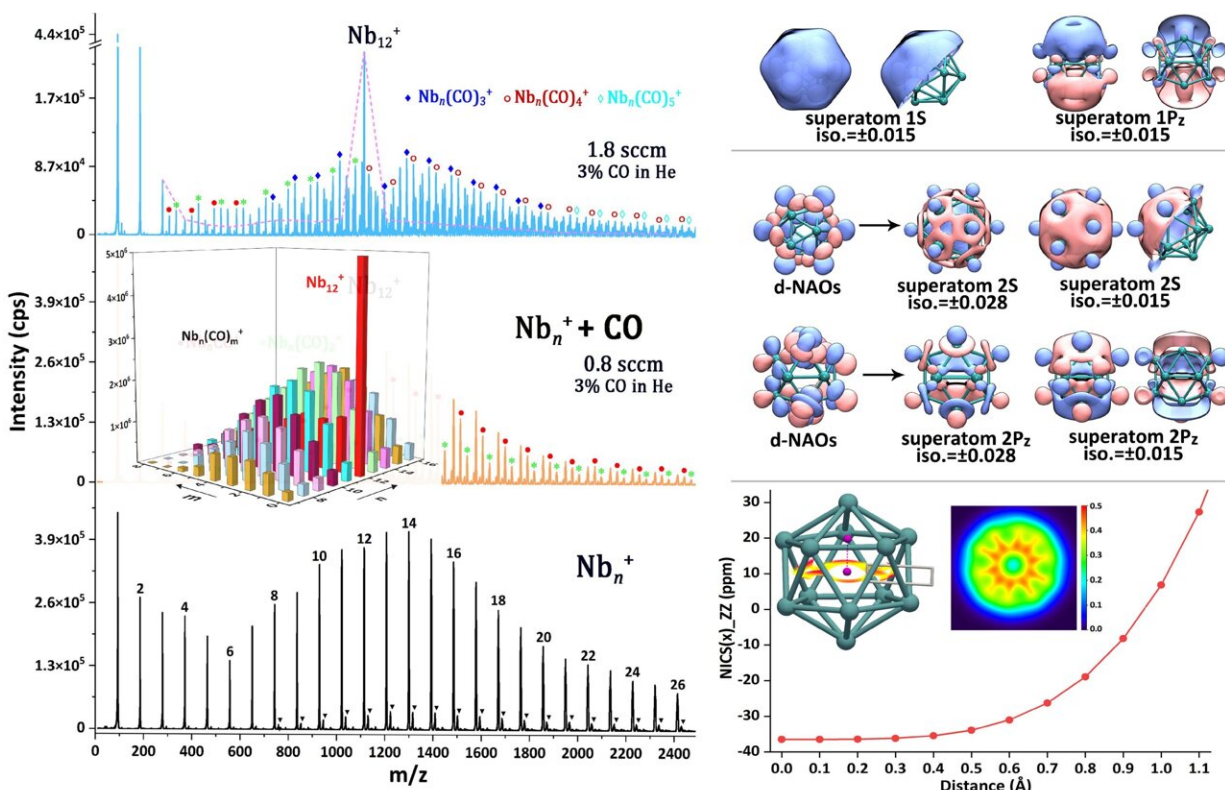 4.4×10⁵
1.7×10⁵
8.7×10⁴
0
Nb₁₂⁺
Nbₙ(CO)₃⁺
Nbₙ(CO)₄⁺
Nbₙ(CO)₅⁺
1.8 sccm
3% CO in He
3.9×10⁵
2.6×10⁵
1.3×10⁵
0
5x10⁶
4x10⁶
3x10⁶
2x10⁶
1x10⁶
Nb₁₂⁺
Nb₁₂⁺
Nbₙ(CO)ₘ⁺
m
n
Nbₙ⁺ + CO
0.8 sccm
3% CO in He
Intensity (cps)
3.9×10⁵
2.6×10⁵
1.3×10⁵
0
2
4
6
8
10
12
14
16
18
20
22
24
26
Nbₙ⁺
0 200 400 600 800 1000 1200 1400 1600 1800 2000 2200 2400
m/z
superatom 1S
iso.=±0.015
superatom 1Pz
iso.=±0.015
d-NAOs
superatom 2S
iso.=±0.028
superatom 2S
iso.=±0.015
d-NAOs
superatom 2Pz
iso.=±0.028
superatom 2Pz
iso.=±0.015
NICS(x)_ZZ (ppm)
30
20
10
0
-10
-20
-30
-40
0.5
0.4
0.3
0.2
0.1
0.0
0.0 0.1 0.2 0.3 0.4 0.5 0.6 0.7 0.8 0.9 1.0 1.1
Distance (Å)